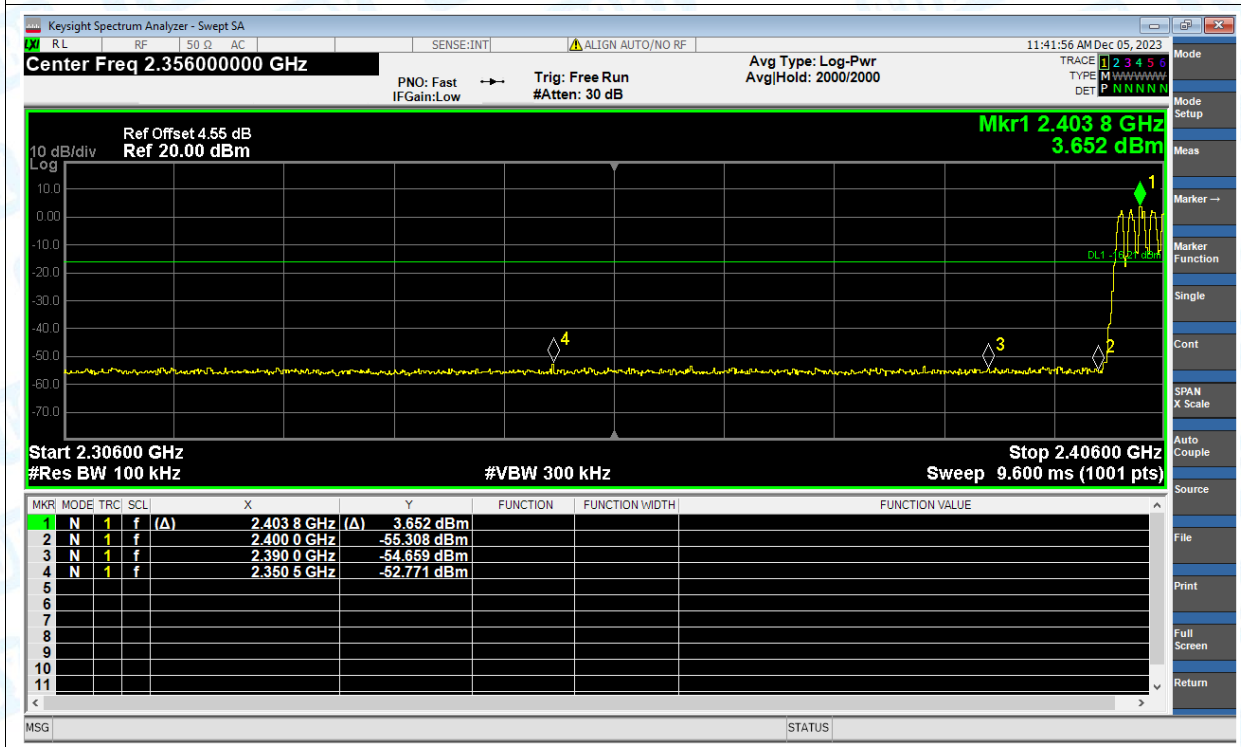 Keysight Spectrum Analyzer - Swept SA
LXI RL RF 50 Ω AC SENSE:INT ALIGN AUTO/NO RF 11:41:56 AM Dec 05, 2023
Center Freq 2.356000000 GHz
PNO: Fast
IFGain:Low
Trig: Free Run
#Atten: 30 dB
Avg Type: Log-Pwr
Avg|Hold: 2000/2000
TRACE 1 2 3 4 5 6
TYPE M WWWWW
DET P N N N N N
Ref Offset 4.55 dB
10 dB/div Ref 20.00 dBm
Log
Mkr1 2.403 8 GHz
3.652 dBm
10.0
0.00
-10.0
-20.0
-30.0
-40.0
-50.0
-60.0
-70.0
1
DL1 -16.21 dBm
4
3
2
Start 2.30600 GHz Stop 2.40600 GHz
#Res BW 100 kHz #VBW 300 kHz Sweep 9.600 ms (1001 pts)
MKR MODE TRC SCL X Y FUNCTION FUNCTION WIDTH FUNCTION VALUE
1 N 1 f (Δ) 2.403 8 GHz (Δ) 3.652 dBm
2 N 1 f 2.400 0 GHz -55.308 dBm
3 N 1 f 2.390 0 GHz -54.659 dBm
4 N 1 f 2.350 5 GHz -52.771 dBm
5
6
7
8
9
10
11
MSG STATUS
Mode
Mode
Setup
Meas
Marker →
Marker
Function
Single
Cont
SPAN
X Scale
Auto
Couple
Source
File
Print
Full
Screen
Return